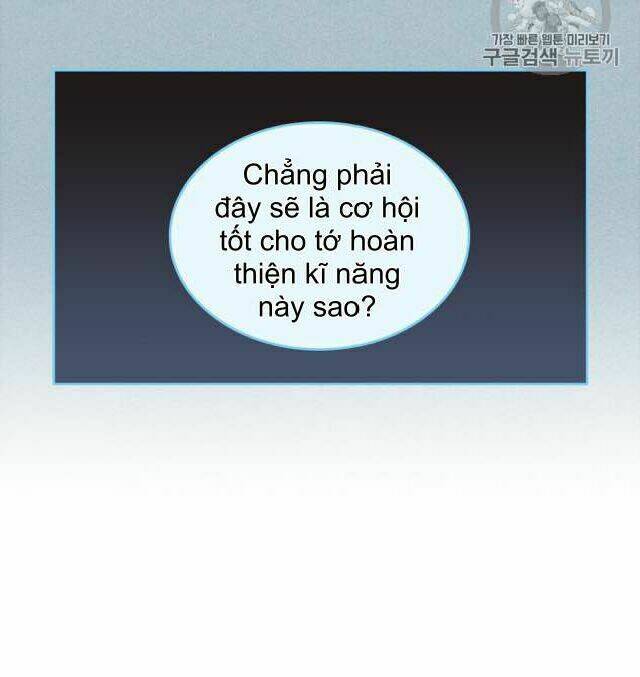 가장 빠른 웹툰 미리보기
구글검색 뉴토끼
Chẳng phải
đây sẽ là cơ hội
tốt cho tớ hoàn
thiện kĩ năng
này sao?